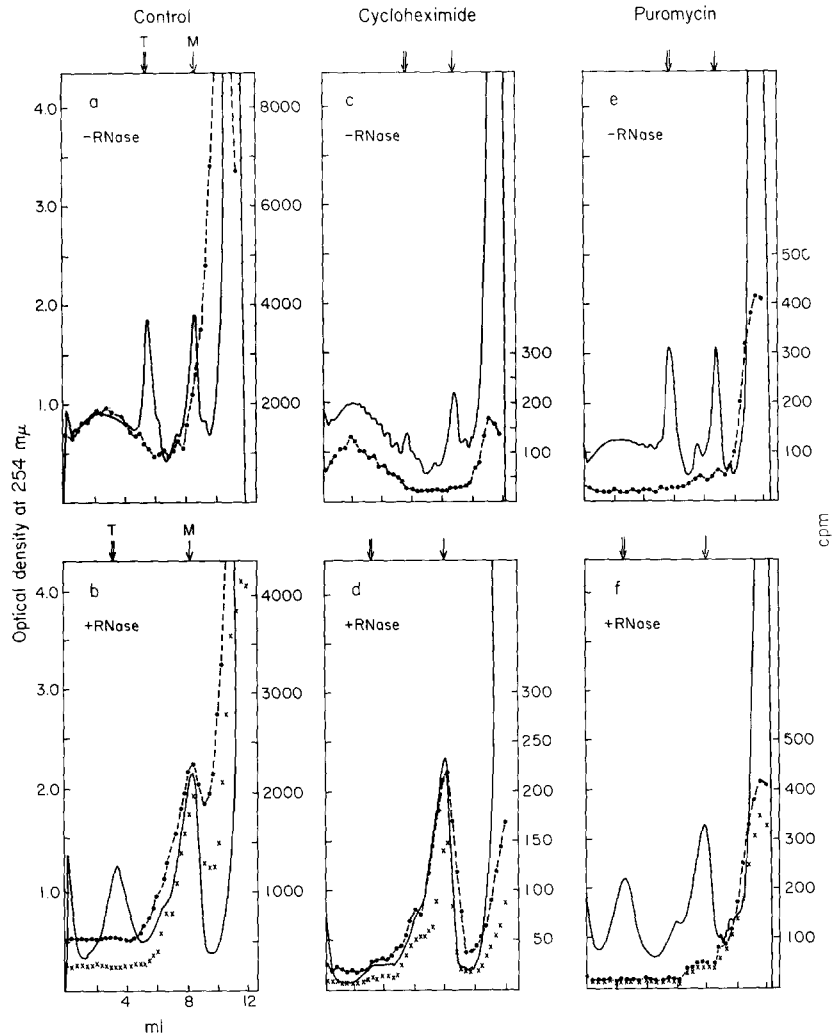 Control Cycloheximide Puromycin
T M
a c e
−RNase −RNase −RNase
4.0 8000
3.0 6000
500
2.0 4000 400
300 300
1.0 2000 200 200
100 100
T M
b d f
+RNase +RNase +RNase
4.0 4000
3.0 3000 300
500
250
2.0 2000 200 400
150 300
1.0 1000 100 200
50 100
0 4 8 12
ml
Optical density at 254 mμ
cpm